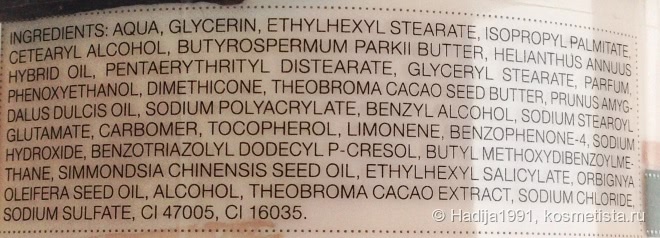 INGREDIENTS: AQUA, GLYCERIN, ETHYLHEXYL STEARATE, ISOPROPYL PALMITATE,
CETEARYL ALCOHOL, BUTYROSPERMUM PARKII BUTTER, HELIANTHUS ANNUUS
HYBRID OIL, PENTAERYTHRITYL DISTEARATE, GLYCERYL STEARATE, PARFUM,
PHENOXYETHANOL, DIMETHICONE, THEOBROMA CACAO SEED BUTTER, PRUNUS AMYG-
DALUS DULCIS OIL, SODIUM POLYACRYLATE, BENZYL ALCOHOL, SODIUM STEAROYL
GLUTAMATE, CARBOMER, TOCOPHEROL, LIMONENE, BENZOPHENONE-4, SODIUM
HYDROXIDE, BENZOTRIAZOLYL DODECYL P-CRESOL, BUTYL METHOXYDIBENZOYLME-
THANE, SIMMONDSIA CHINENSIS SEED OIL, ETHYLHEXYL SALICYLATE, ORBIGNYA
OLEIFERA SEED OIL, ALCOHOL, THEOBROMA CACAO EXTRACT, SODIUM CHLORIDE,
SODIUM SULFATE, CI 47005, CI 16035.
© Hadija1991, kosmetista.ru